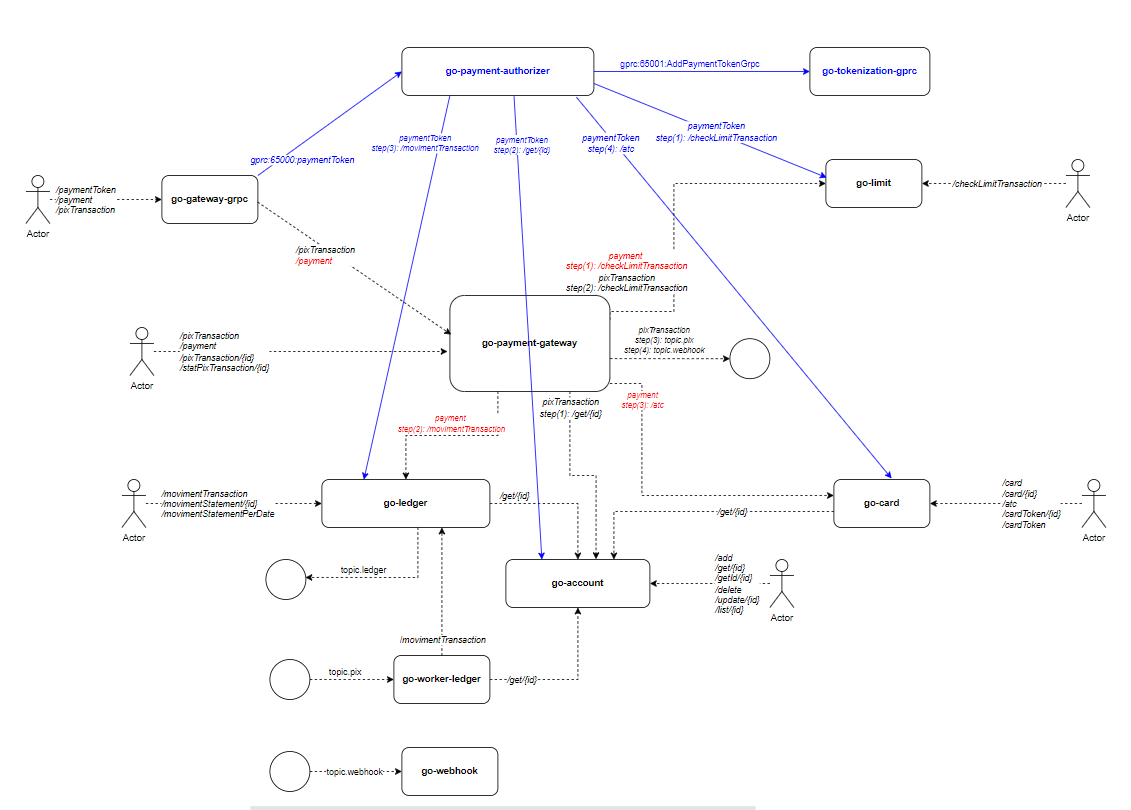 go-payment-authorizer
gprc:65001:AddPaymentTokenGrpc
go-tokenization-gprc
paymentToken
step(3): /movimentTransaction
paymentToken
step(2): /get/{id}
paymentToken
step(4): /atc
paymentToken
step(1): /checkLimitTransaction
gprc:65000:paymentToken
/paymentToken
/payment
/pixTransaction
Actor
go-gateway-grpc
go-limit
/checkLimitTransaction
Actor
/pixTransaction
/payment
payment
step(1): /checkLimitTransaction
pixTransaction
step(2): /checkLimitTransaction
/pixTransaction
/payment
/pixTransaction/{id}
/statPixTransaction/{id}
Actor
go-payment-gateway
pixTransaction
step(3): topic.pix
step(4): topic.webhook
payment
step(2): /movimentTransaction
pixTransaction
step(1): /get/{id}
payment
step(3): /atc
/movimentTransaction
/movimentStatement/{id}
/movimentStatementPerDate
Actor
go-ledger
/get/{id}
/get/{id}
go-card
/card
/card/{id}
/atc
/cardToken/{id}
/cardToken
Actor
topic.ledger
go-account
/add
/get/{id}
/getId/{id}
/delete
/update/{id}
/list/{id}
Actor
/movimentTransaction
topic.pix
go-worker-ledger
/get/{id}
topic.webhook
go-webhook